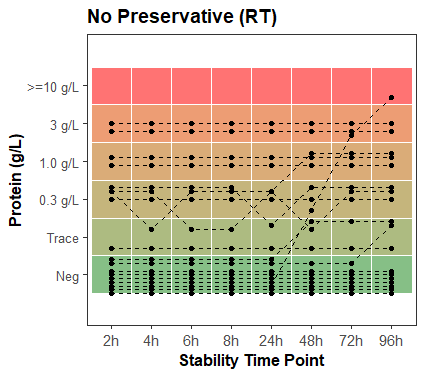 No Preservative (RT)
Protein (g/L)
>=10 g/L
3 g/L
1.0 g/L
0.3 g/L
Trace
Neg
2h 4h 6h 8h 24h 48h 72h 96h
Stability Time Point